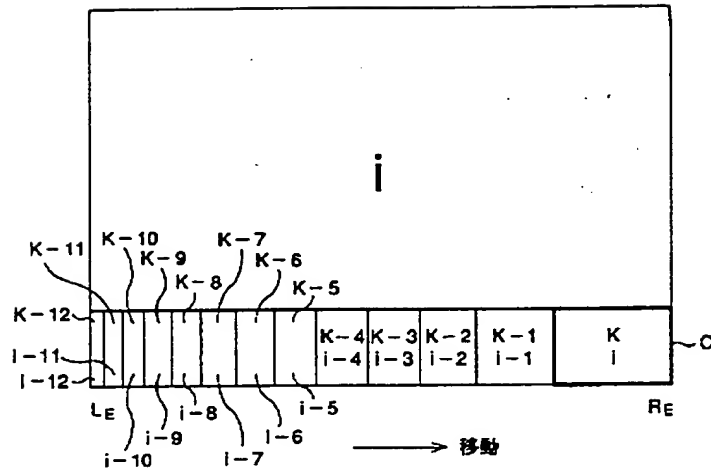 i
K-10
K-7
K-11
K-9
K-6
K-8
K-5
K-12
K-4
K-3
K-2
K-1
K
i-4
i-3
i-2
i-1
i
C
i-11
i-12
LE
i-8
i-5
RE
i-9
i-6
i-10
i-7
移動